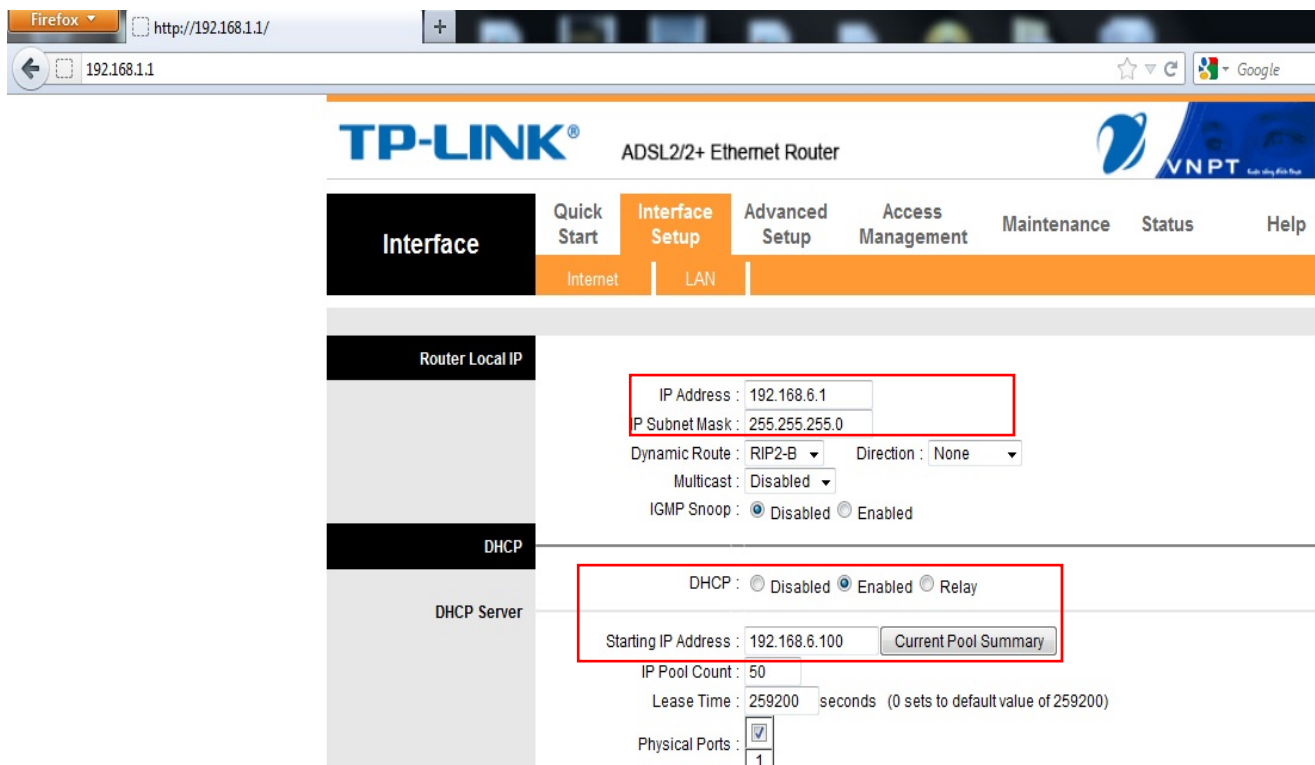 Firefox
http://192.168.1.1/
+
192.168.1.1
Google
TP-LINK®
ADSL2/2+ Ethernet Router
VNPT
Interface
Quick Start
Interface Setup
Advanced Setup
Access Management
Maintenance
Status
Help
Internet
LAN
Router Local IP
IP Address : 192.168.6.1
IP Subnet Mask : 255.255.255.0
Dynamic Route : RIP2-B Direction : None
Multicast : Disabled
IGMP Snoop : Disabled Enabled
DHCP
DHCP : Disabled Enabled Relay
DHCP Server
Starting IP Address : 192.168.6.100 Current Pool Summary
IP Pool Count : 50
Lease Time : 259200 seconds (0 sets to default value of 259200)
Physical Ports :
1